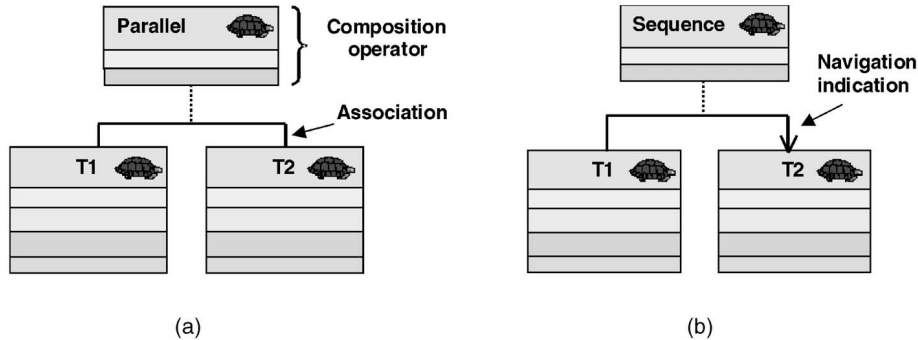 Parallel
Composition
operator
Association
T1
T2
(a)
Sequence
Navigation
indication
T1
T2
(b)